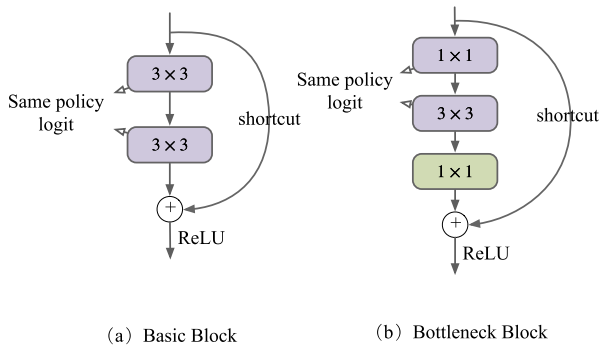 3 × 3
Same policy
logit
3 × 3
shortcut
+
ReLU
(a) Basic Block
1 × 1
Same policy
logit
3 × 3
shortcut
1 × 1
+
ReLU
(b) Bottleneck Block